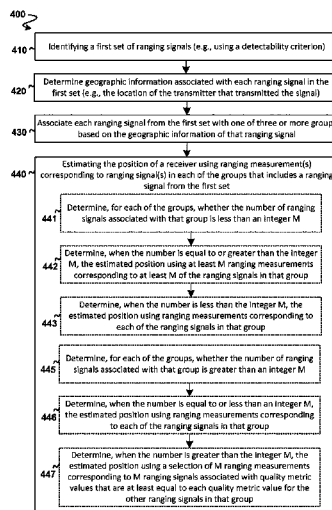 400
410
Identifying a first set of ranging signals (e.g., using a detectability criterion)
420
Determine geographic information associated with each ranging signal in the
first set (e.g., the location of the transmitter that transmitted the signal)
430
Associate each ranging signal from the first set with one of three or more groups
based on the geographic information of that ranging signal
440
Estimating the position of a receiver using ranging measurement(s)
corresponding to ranging signal(s) in each of the groups that includes a ranging
signal from the first set
441
Determine, for each of the groups, whether the number of ranging
signals associated with that group is less than an integer M
442
Determine, when the number is equal to or greater than the integer
M, the estimated position using at least M ranging measurements
corresponding to at least M of the ranging signals in that group
443
Determine, when the number is less than the integer M, the
estimated position using ranging measurements corresponding to
each of the ranging signals in that group
445
Determine, for each of the groups, whether the number of ranging
signals associated with that group is greater than an integer M
446
Determine, when the number is equal to or less than the integer M,
the estimated position using ranging measurements corresponding
to each of the ranging signals in that group
447
Determine, when the number is greater than the integer M, the
estimated position using a selection of M ranging measurements
corresponding to M ranging signals associated with quality metric
values that are at least equal to each quality metric value for the
other ranging signals in that group